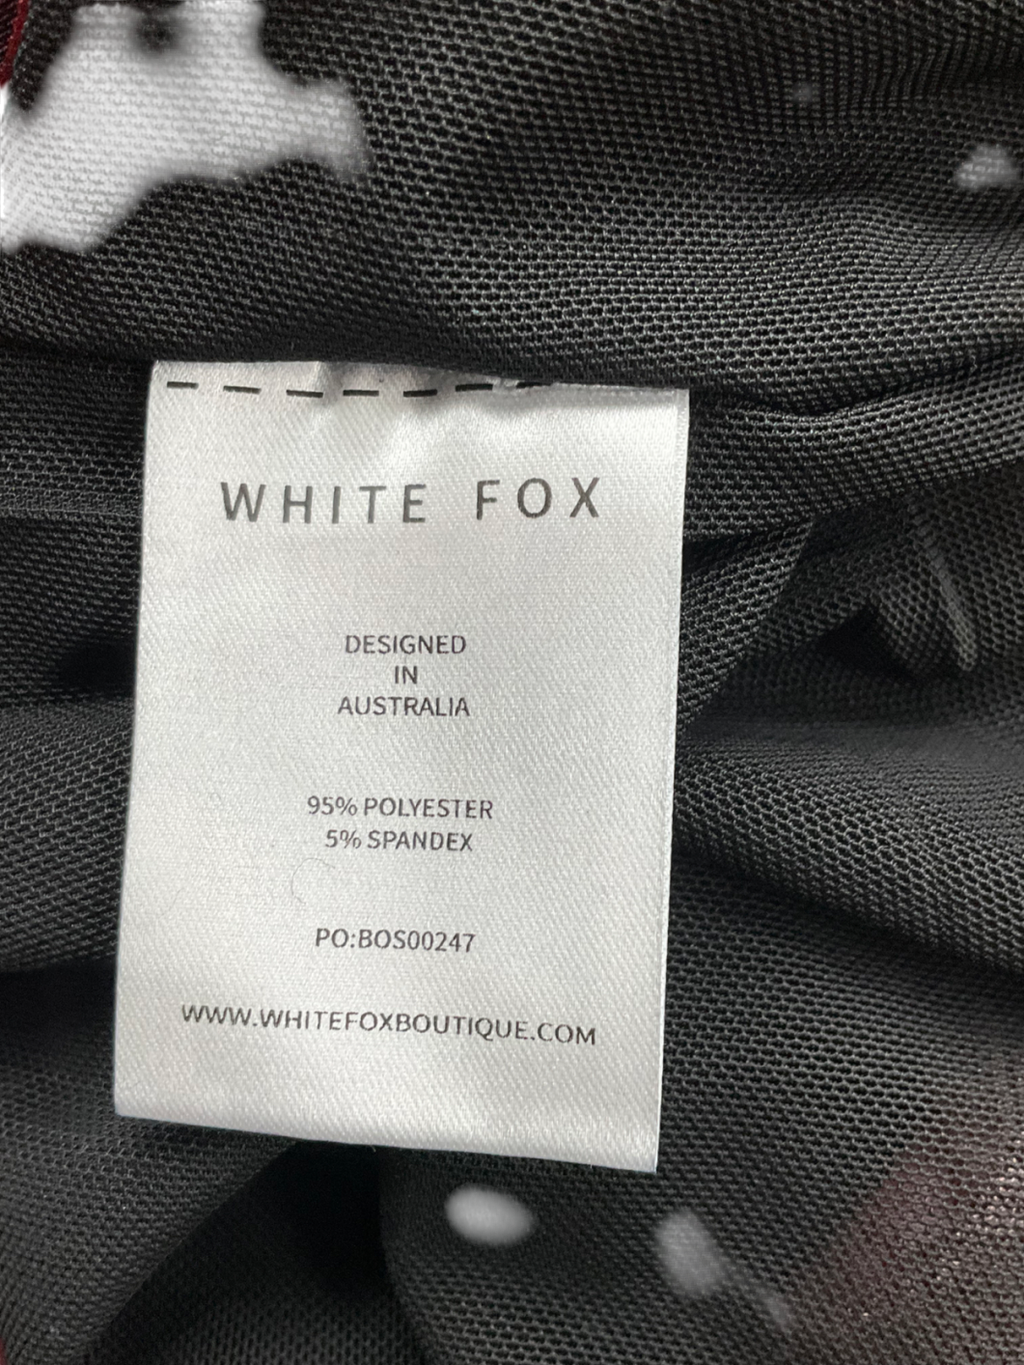 WHITE FOX
DESIGNED
IN
AUSTRALIA
95% POLYESTER
5% SPANDEX
PO:BOS00247
WWW.WHITEFOXBOUTIQUE.COM